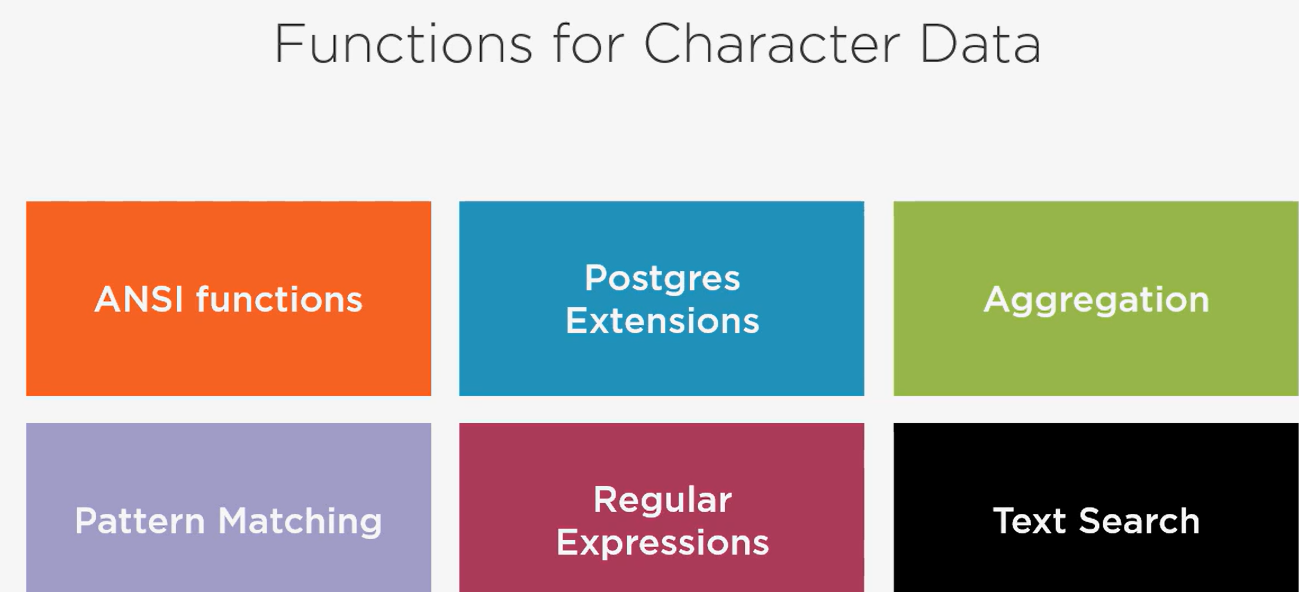 Functions for Character Data
ANSI functions
Postgres
Extensions
Aggregation
Pattern Matching
Regular
Expressions
Text Search